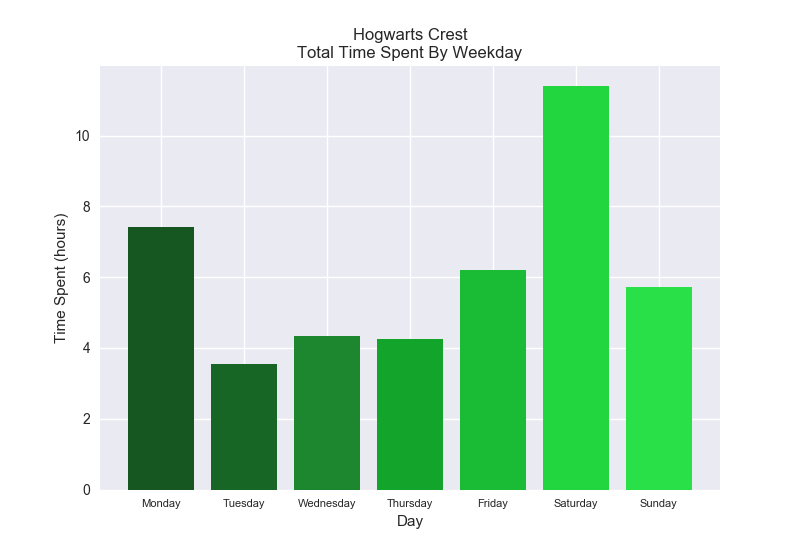 Hogwarts Crest
Total Time Spent By Weekday
10
8
6
4
2
0
Time Spent (hours)
Monday Tuesday Wednesday Thursday Friday Saturday Sunday
Day